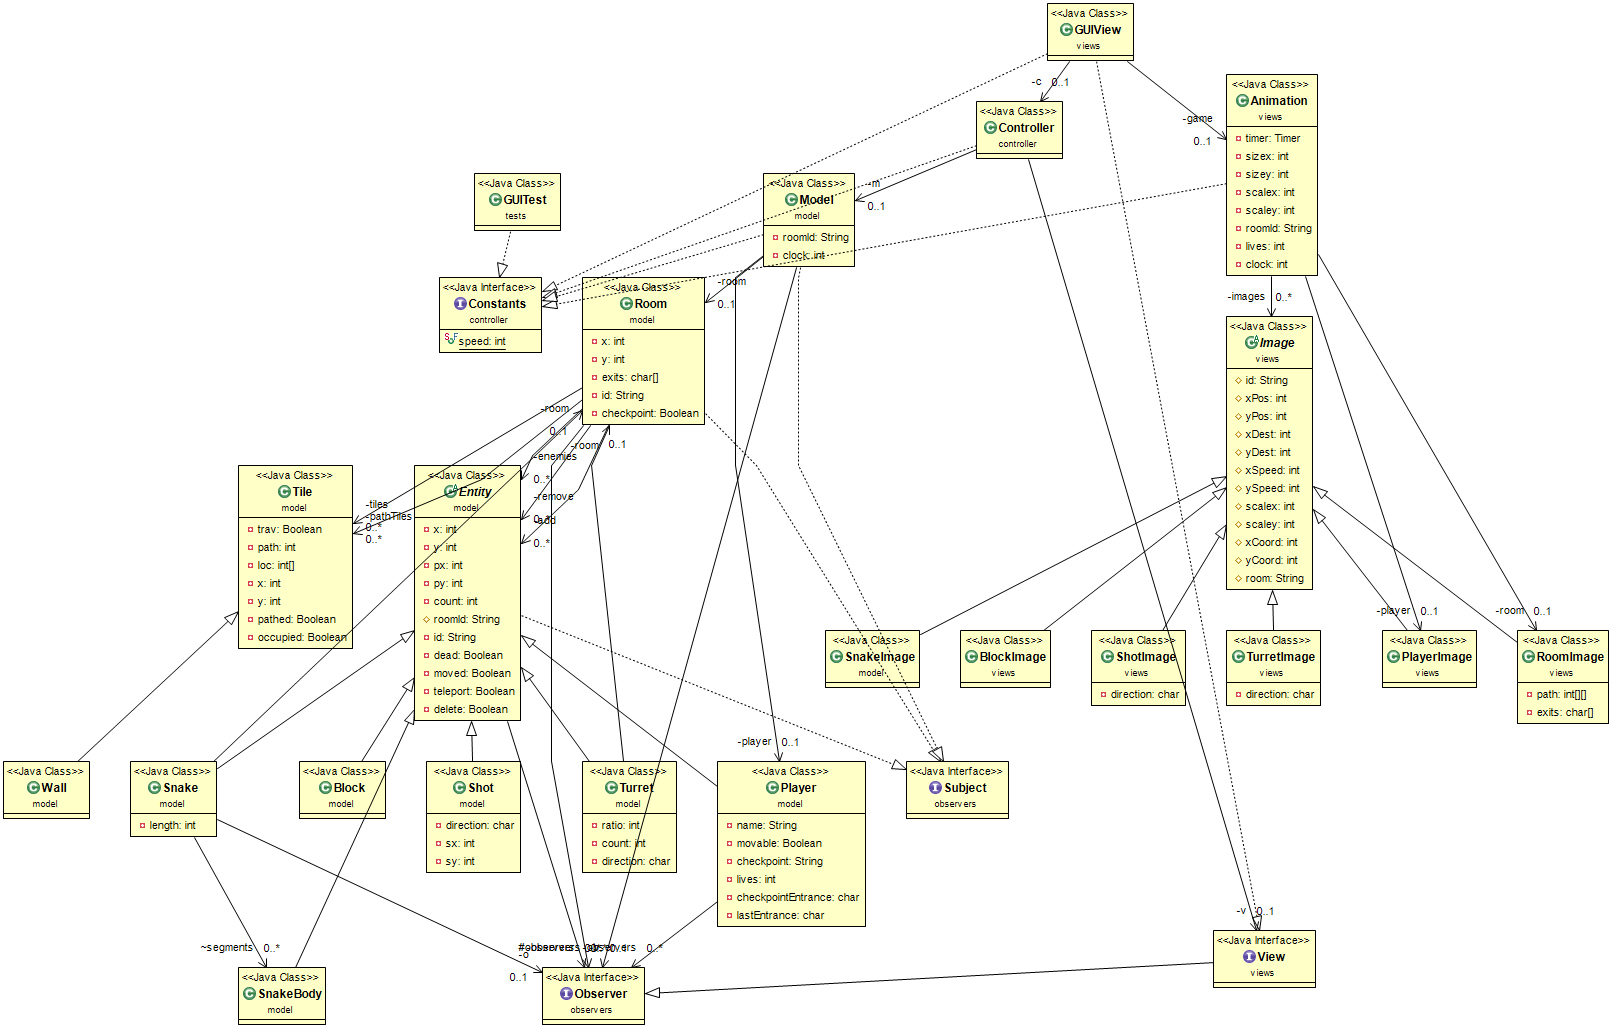 <<Java Class>>
GUIView
views
-c 0..1
-game
0..1
<<Java Class>>
Animation
views
timer: Timer
sizex: int
sizey: int
scalex: int
scaley: int
roomId: String
lives: int
clock: int
<<Java Class>>
Controller
controller
-m
0..1
<<Java Class>>
GUITest
tests
<<Java Class>>
Model
model
roomId: String
clock: int
<<Java Interface>>
Constants
controller
speed: int
<<Java Class>>
Room
model
x: int
y: int
exits: char[]
id: String
checkpoint: Boolean
-room
0..1
-images 0..*
<<Java Class>>
Image
views
id: String
xPos: int
yPos: int
xDest: int
yDest: int
xSpeed: int
ySpeed: int
scalex: int
scaley: int
xCoord: int
yCoord: int
room: String
-room
0..1
-room 0..1
-enemies
0..*
-remove
0..*
-add
0..*
-tiles
0..*
-pathTiles
0..*
<<Java Class>>
Tile
model
trav: Boolean
path: int
loc: int[]
x: int
y: int
pathed: Boolean
occupied: Boolean
<<Java Class>>
Entity
model
x: int
y: int
px: int
py: int
count: int
roomId: String
id: String
dead: Boolean
moved: Boolean
teleport: Boolean
delete: Boolean
-player 0..1
-room 0..1
<<Java Class>>
SnakeImage
model
<<Java Class>>
BlockImage
views
<<Java Class>>
ShotImage
views
direction: char
<<Java Class>>
TurretImage
views
direction: char
<<Java Class>>
PlayerImage
views
<<Java Class>>
RoomImage
views
path: int[][]
exits: char[]
-player 0..1
<<Java Class>>
Wall
model
<<Java Class>>
Snake
model
length: int
<<Java Class>>
Block
model
<<Java Class>>
Shot
model
direction: char
sx: int
sy: int
<<Java Class>>
Turret
model
ratio: int
count: int
direction: char
<<Java Class>>
Player
model
name: String
movable: Boolean
checkpoint: String
lives: int
checkpointEntrance: char
lastEntrance: char
<<Java Interface>>
Subject
observers
-v 0..1
<<Java Interface>>
View
views
~segments 0..*
#observers
0..*
-o
0..1
<<Java Class>>
SnakeBody
model
<<Java Interface>>
Observer
observers